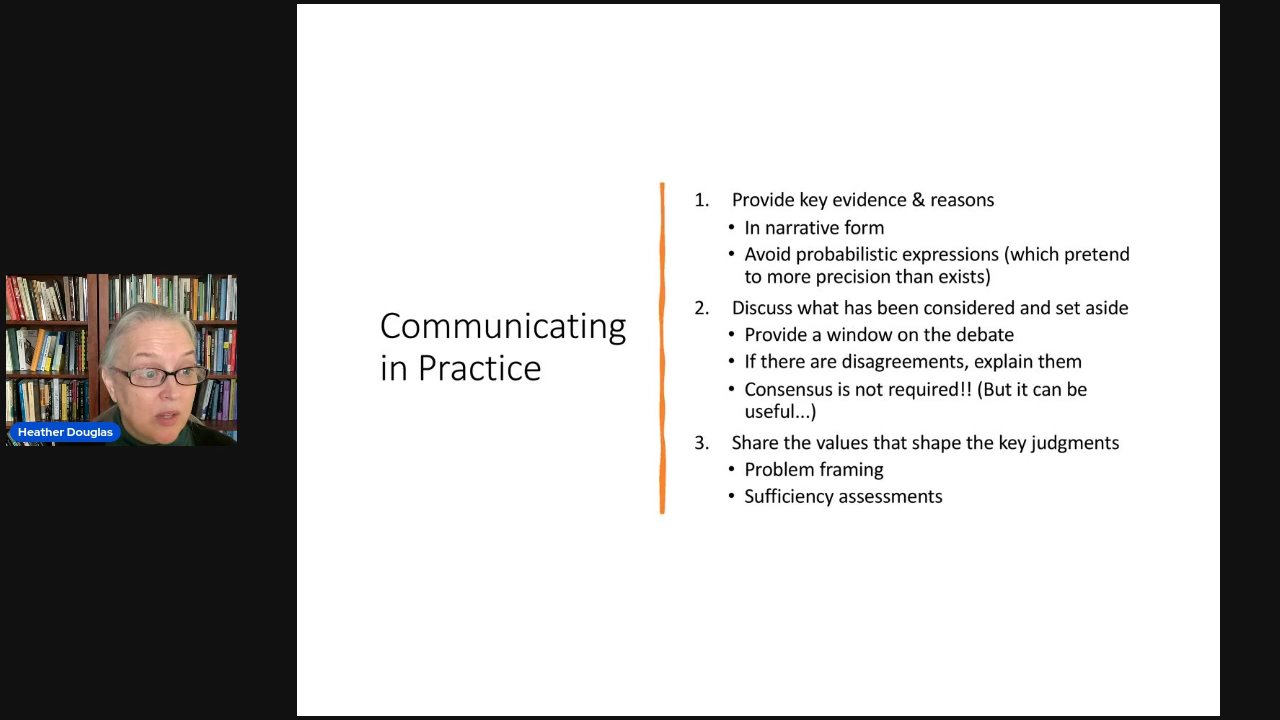 Heather Douglas
Communicating
in Practice
1. Provide key evidence & reasons
• In narrative form
• Avoid probabilistic expressions (which pretend
to more precision than exists)
2. Discuss what has been considered and set aside
• Provide a window on the debate
• If there are disagreements, explain them
• Consensus is not required!! (But it can be
useful...)
3. Share the values that shape the key judgments
• Problem framing
• Sufficiency assessments